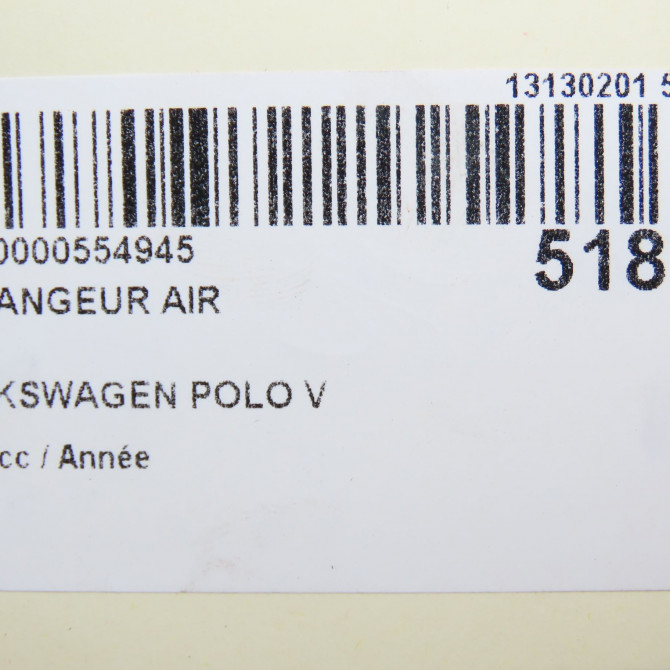 13130201 5
0000554945
518
ANGEUR AIR
KSWAGEN POLO V
cc / Année